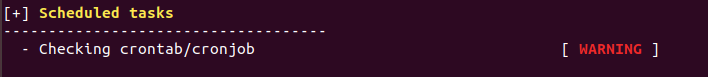 [+] Scheduled tasks
------------------------------------
- Checking crontab/cronjob [ WARNING ]